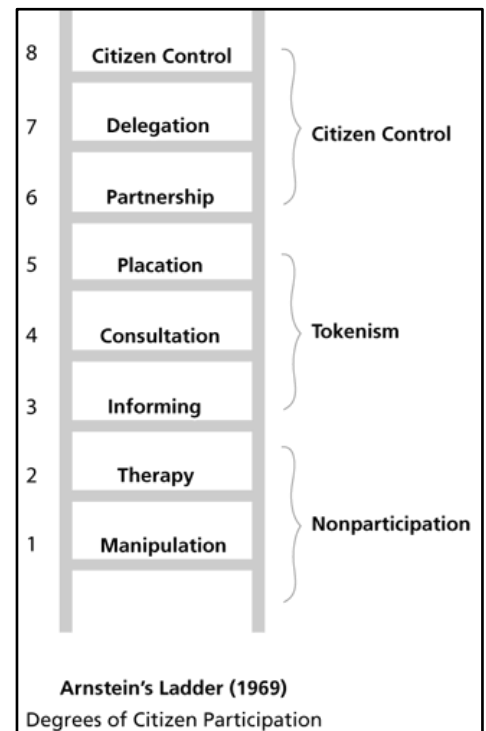 8 Citizen Control
7 Delegation
Citizen Control
6 Partnership
5 Placation
4 Consultation
Tokenism
3 Informing
2 Therapy
Nonparticipation
1 Manipulation
Arnstein's Ladder (1969)
Degrees of Citizen Participation